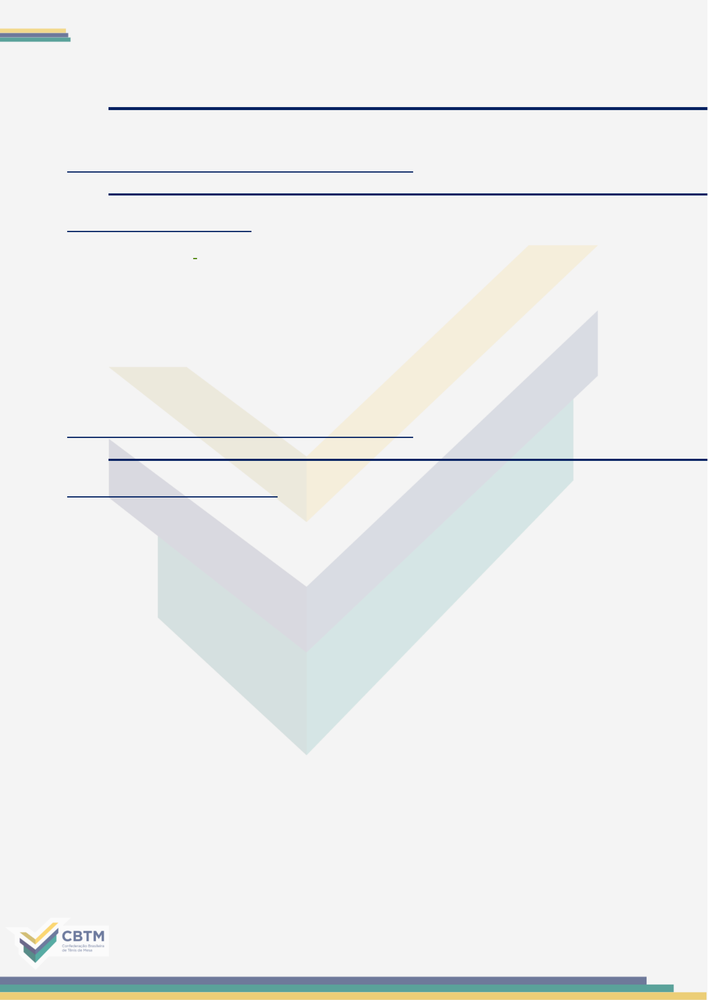 CBTM
Confederação Brasileira
de Tênis de Mesa